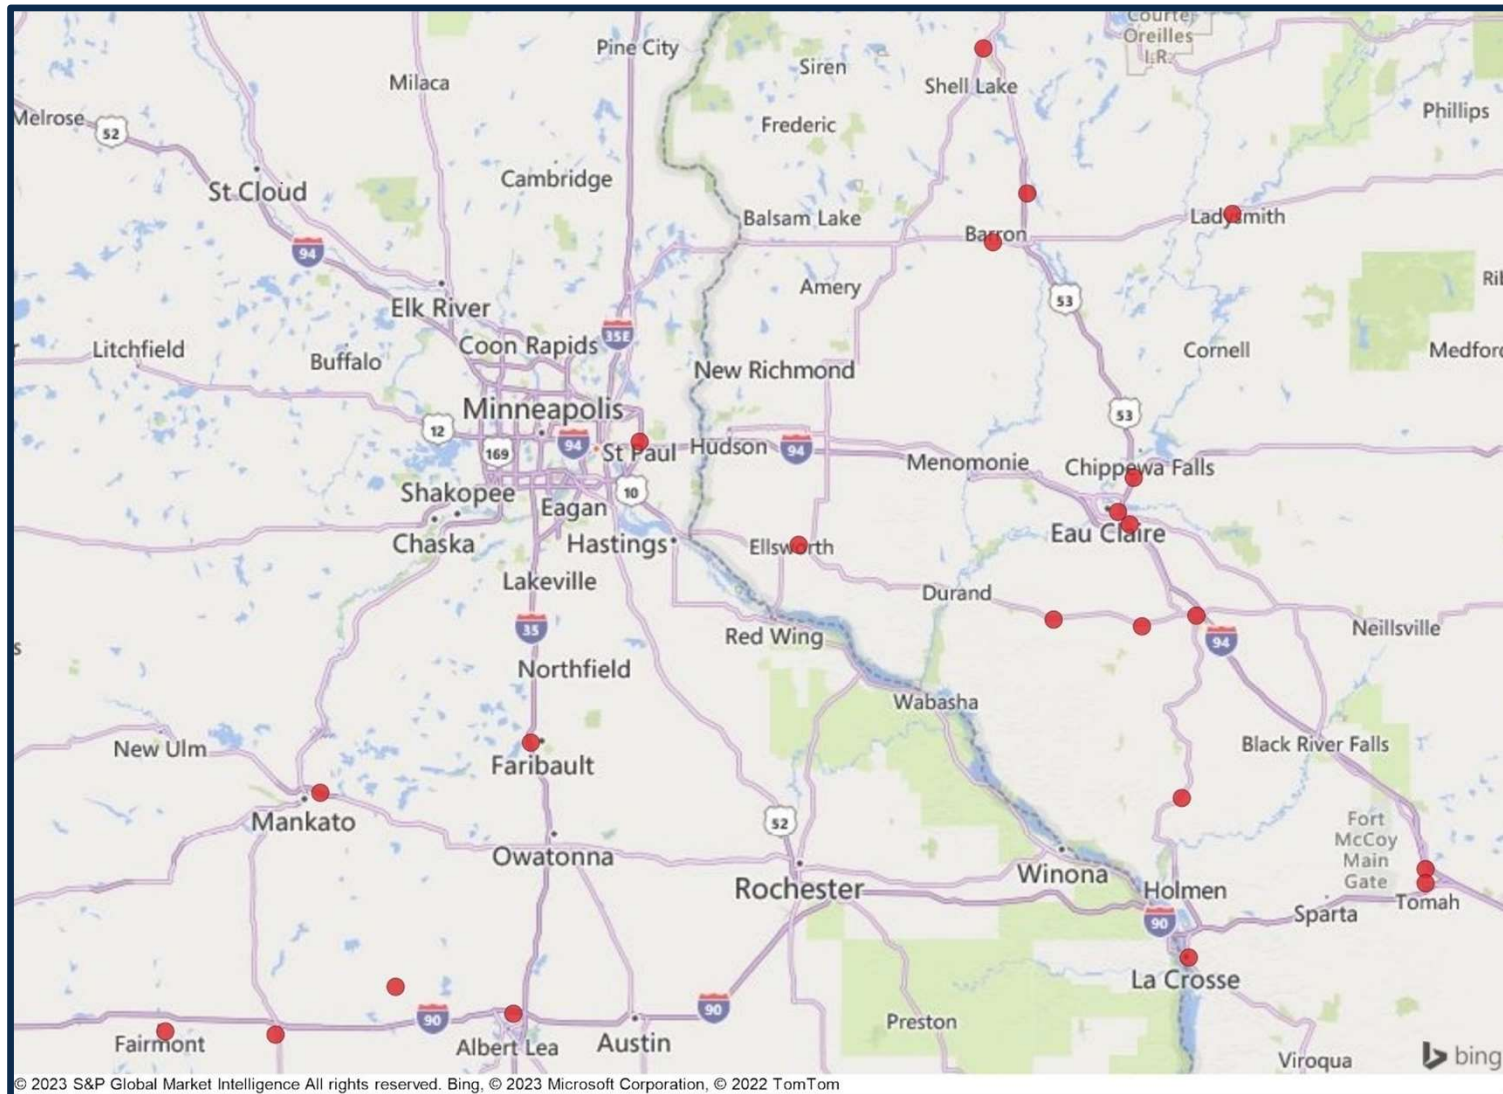 Courte
Oreilles
I.R.
Pine City
Siren
Milaca
Shell Lake
Phillips
Melrose
52
Frederic
Cambridge
St Cloud
Balsam Lake
Ladysmith
Barron
94
Amery
53
Elk River
35E
Coon Rapids
Litchfield
Buffalo
Cornell
New Richmond
Minneapolis
53
12
94
169
St Paul
Hudson
94
Menomonie
Chippewa Falls
Shakopee
10
Eagan
Chaska
Hastings
Ellsworth
Eau Claire
Lakeville
Durand
35
Red Wing
94
Neillsville
Northfield
Wabasha
New Ulm
Black River Falls
Faribault
Mankato
52
Fort
McCoy
Main
Gate
Owatonna
Rochester
Winona
Holmen
Tomah
Sparta
90
La Crosse
90
90
Fairmont
Albert Lea
Austin
Preston
Viroqua
bing
© 2023 S&P Global Market Intelligence All rights reserved. Bing, © 2023 Microsoft Corporation, © 2022 TomTom